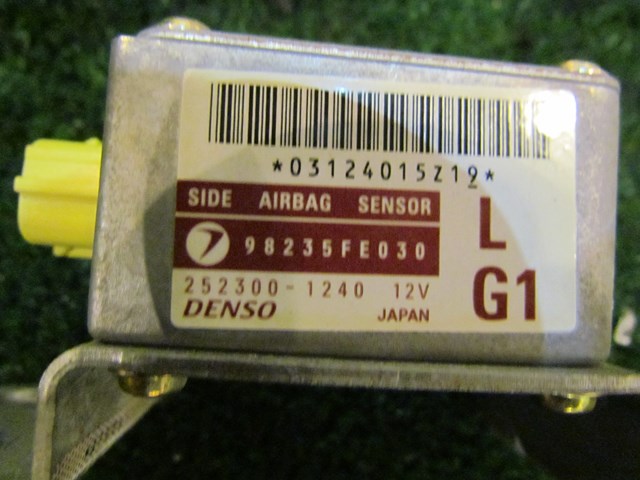 *03124015Z19*
SIDE AIRBAG SENSOR
L
98235FE030
G1
252300-1240 12V
DENSO JAPAN